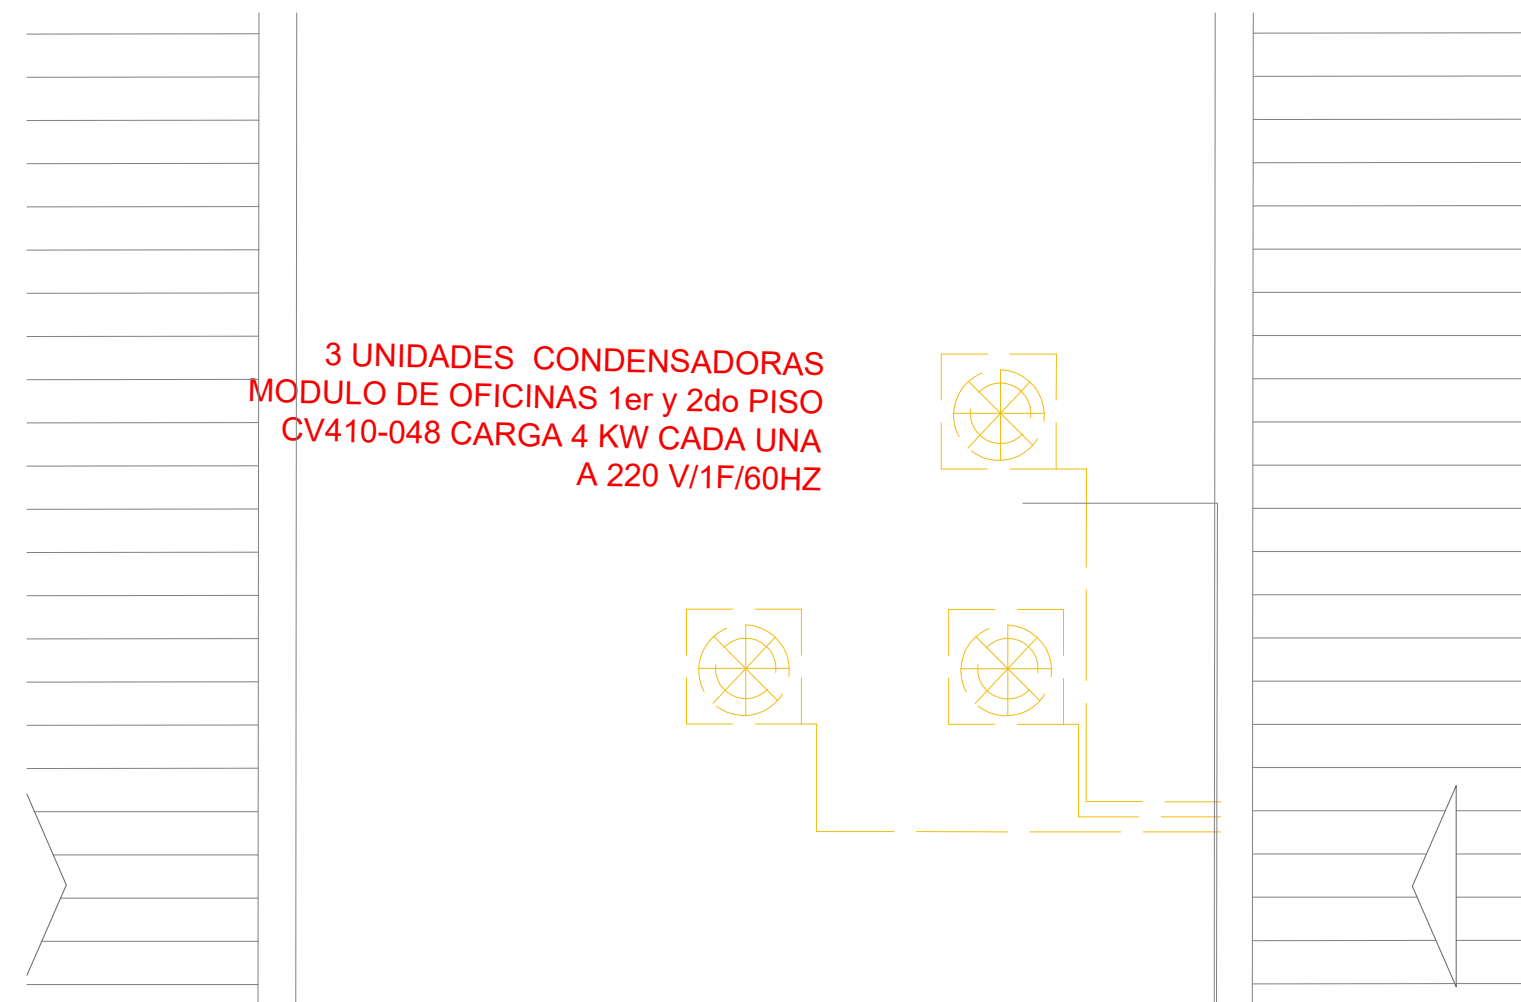 3 UNIDADES CONDENSADORAS
MODULO DE OFICINAS 1er y 2do PISO
CV410-048 CARGA 4 KW CADA UNA
A 220 V/1F/60HZ